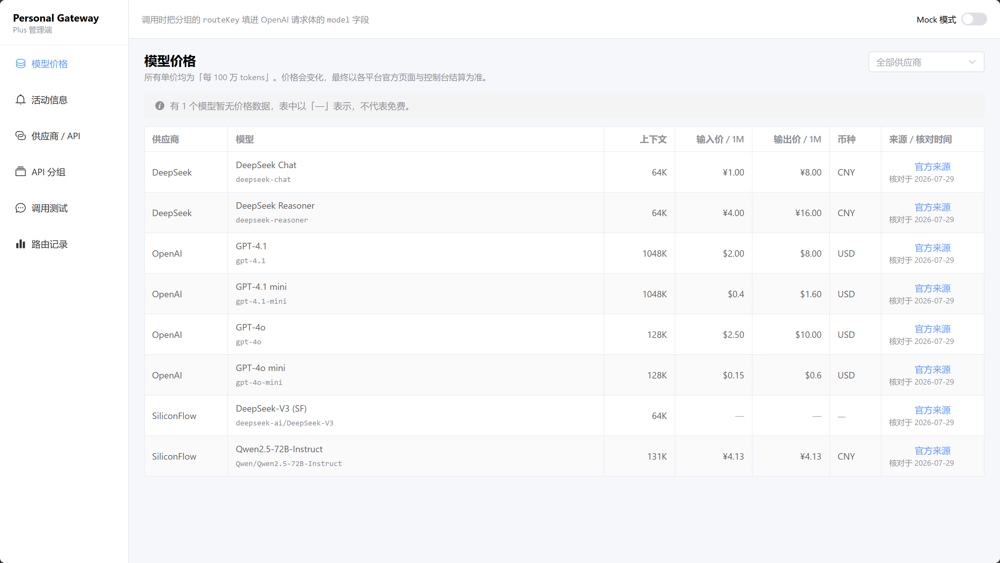 Personal Gateway
Plus 管理端
调用时把分组的 routeKey 填进 OpenAI 请求体的 model 字段
Mock 模式
模型价格
活动信息
供应商 / API
API 分组
调用测试
路由记录
模型价格
所有单价均为「每 100 万 tokens」。价格会变化，最终以各平台官方页面与控制台结算为准。
全部供应商
有 1 个模型暂无价格数据，表中以「—」表示，不代表免费。
供应商 模型 上下文 输入价 / 1M 输出价 / 1M 币种 来源 / 核对时间
DeepSeek DeepSeek Chat 64K ¥1.00 ¥8.00 CNY 官方来源
deepseek-chat 核对于 2026-07-29
DeepSeek DeepSeek Reasoner 64K ¥4.00 ¥16.00 CNY 官方来源
deepseek-reasoner 核对于 2026-07-29
OpenAI GPT-4.1 1048K $2.00 $8.00 USD 官方来源
gpt-4.1 核对于 2026-07-29
OpenAI GPT-4.1 mini 1048K $0.4 $1.60 USD 官方来源
gpt-4.1-mini 核对于 2026-07-29
OpenAI GPT-4o 128K $2.50 $10.00 USD 官方来源
gpt-4o 核对于 2026-07-29
OpenAI GPT-4o mini 128K $0.15 $0.6 USD 官方来源
gpt-4o-mini 核对于 2026-07-29
SiliconFlow DeepSeek-V3 (SF) 64K — — — 官方来源
deepseek-ai/DeepSeek-V3 核对于 2026-07-29
SiliconFlow Qwen2.5-72B-Instruct 131K ¥4.13 ¥4.13 CNY 官方来源
Qwen/Qwen2.5-72B-Instruct 核对于 2026-07-29